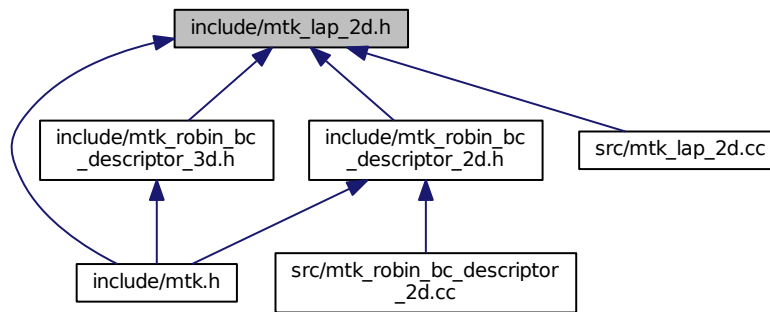 include/mtk_lap_2d.h
include/mtk_robin_bc
_descriptor_3d.h
include/mtk_robin_bc
_descriptor_2d.h
src/mtk_lap_2d.cc
include/mtk.h
src/mtk_robin_bc_descriptor
_2d.cc